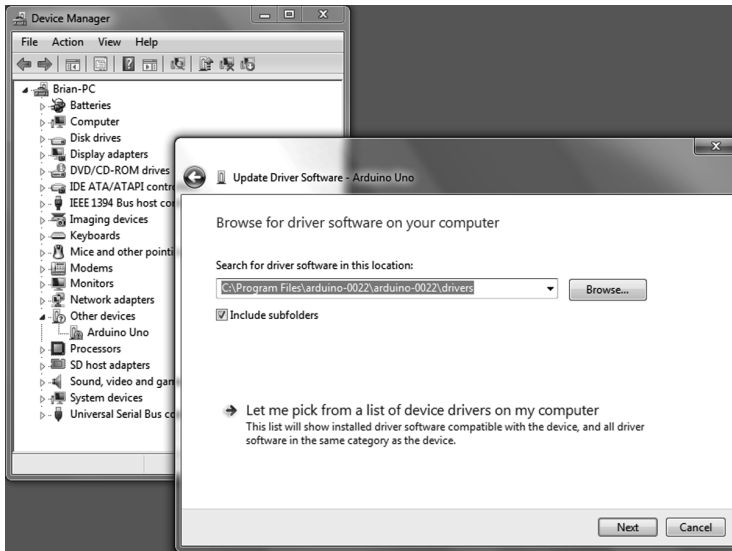 Device Manager
File Action View Help
Brian-PC
Batteries
Computer
Disk drives
Display adapters
DVD/CD-ROM drives
IDE ATA/ATAPI contr
IEEE 1394 Bus host co
Imaging devices
Keyboards
Mice and other pointi
Modems
Monitors
Network adapters
Other devices
Arduino Uno
Processors
SD host adapters
Sound, video and gam
System devices
Universal Serial Bus co
Update Driver Software - Arduino Uno
Browse for driver software on your computer
Search for driver software in this location:
C:\Program Files\arduino-0022\arduino-0022\drivers
Browse...
Include subfolders
Let me pick from a list of device drivers on my computer
This list will show installed driver software compatible with the device, and all driver
software in the same category as the device.
Next
Cancel